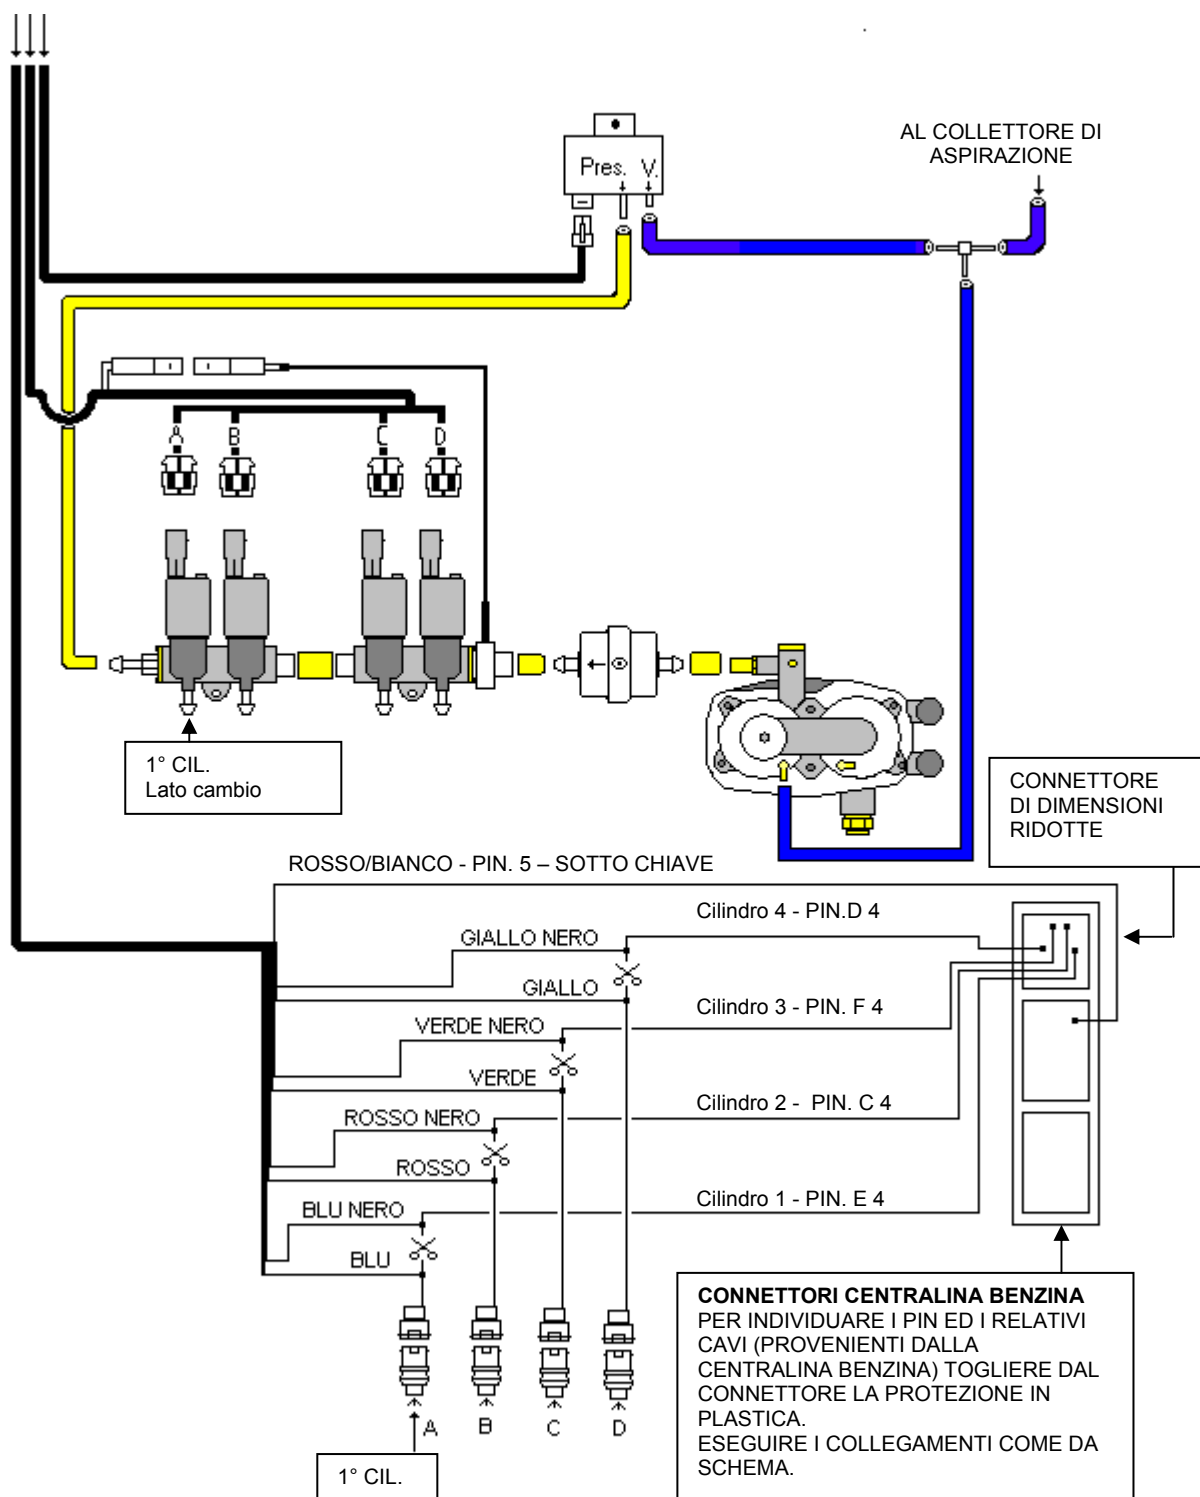 AL COLLETTORE DI
ASPIRAZIONE
Pres. V.
A B C D
1° CIL.
Lato cambio
CONNETTORE
DI DIMENSIONI
RIDOTTE
ROSSO/BIANCO - PIN. 5 – SOTTO CHIAVE
Cilindro 4 - PIN.D 4
GIALLO NERO
GIALLO
Cilindro 3 - PIN. F 4
VERDE NERO
VERDE
Cilindro 2 - PIN. C 4
ROSSO NERO
ROSSO
Cilindro 1 - PIN. E 4
BLU NERO
BLU
CONNETTORI CENTRALINA BENZINA
PER INDIVIDUARE I PIN ED I RELATIVI
CAVI (PROVENIENTI DALLA
CENTRALINA BENZINA) TOGLIERE DAL
CONNETTORE LA PROTEZIONE IN
PLASTICA.
ESEGUIRE I COLLEGAMENTI COME DA
SCHEMA.
A B C D
1° CIL.